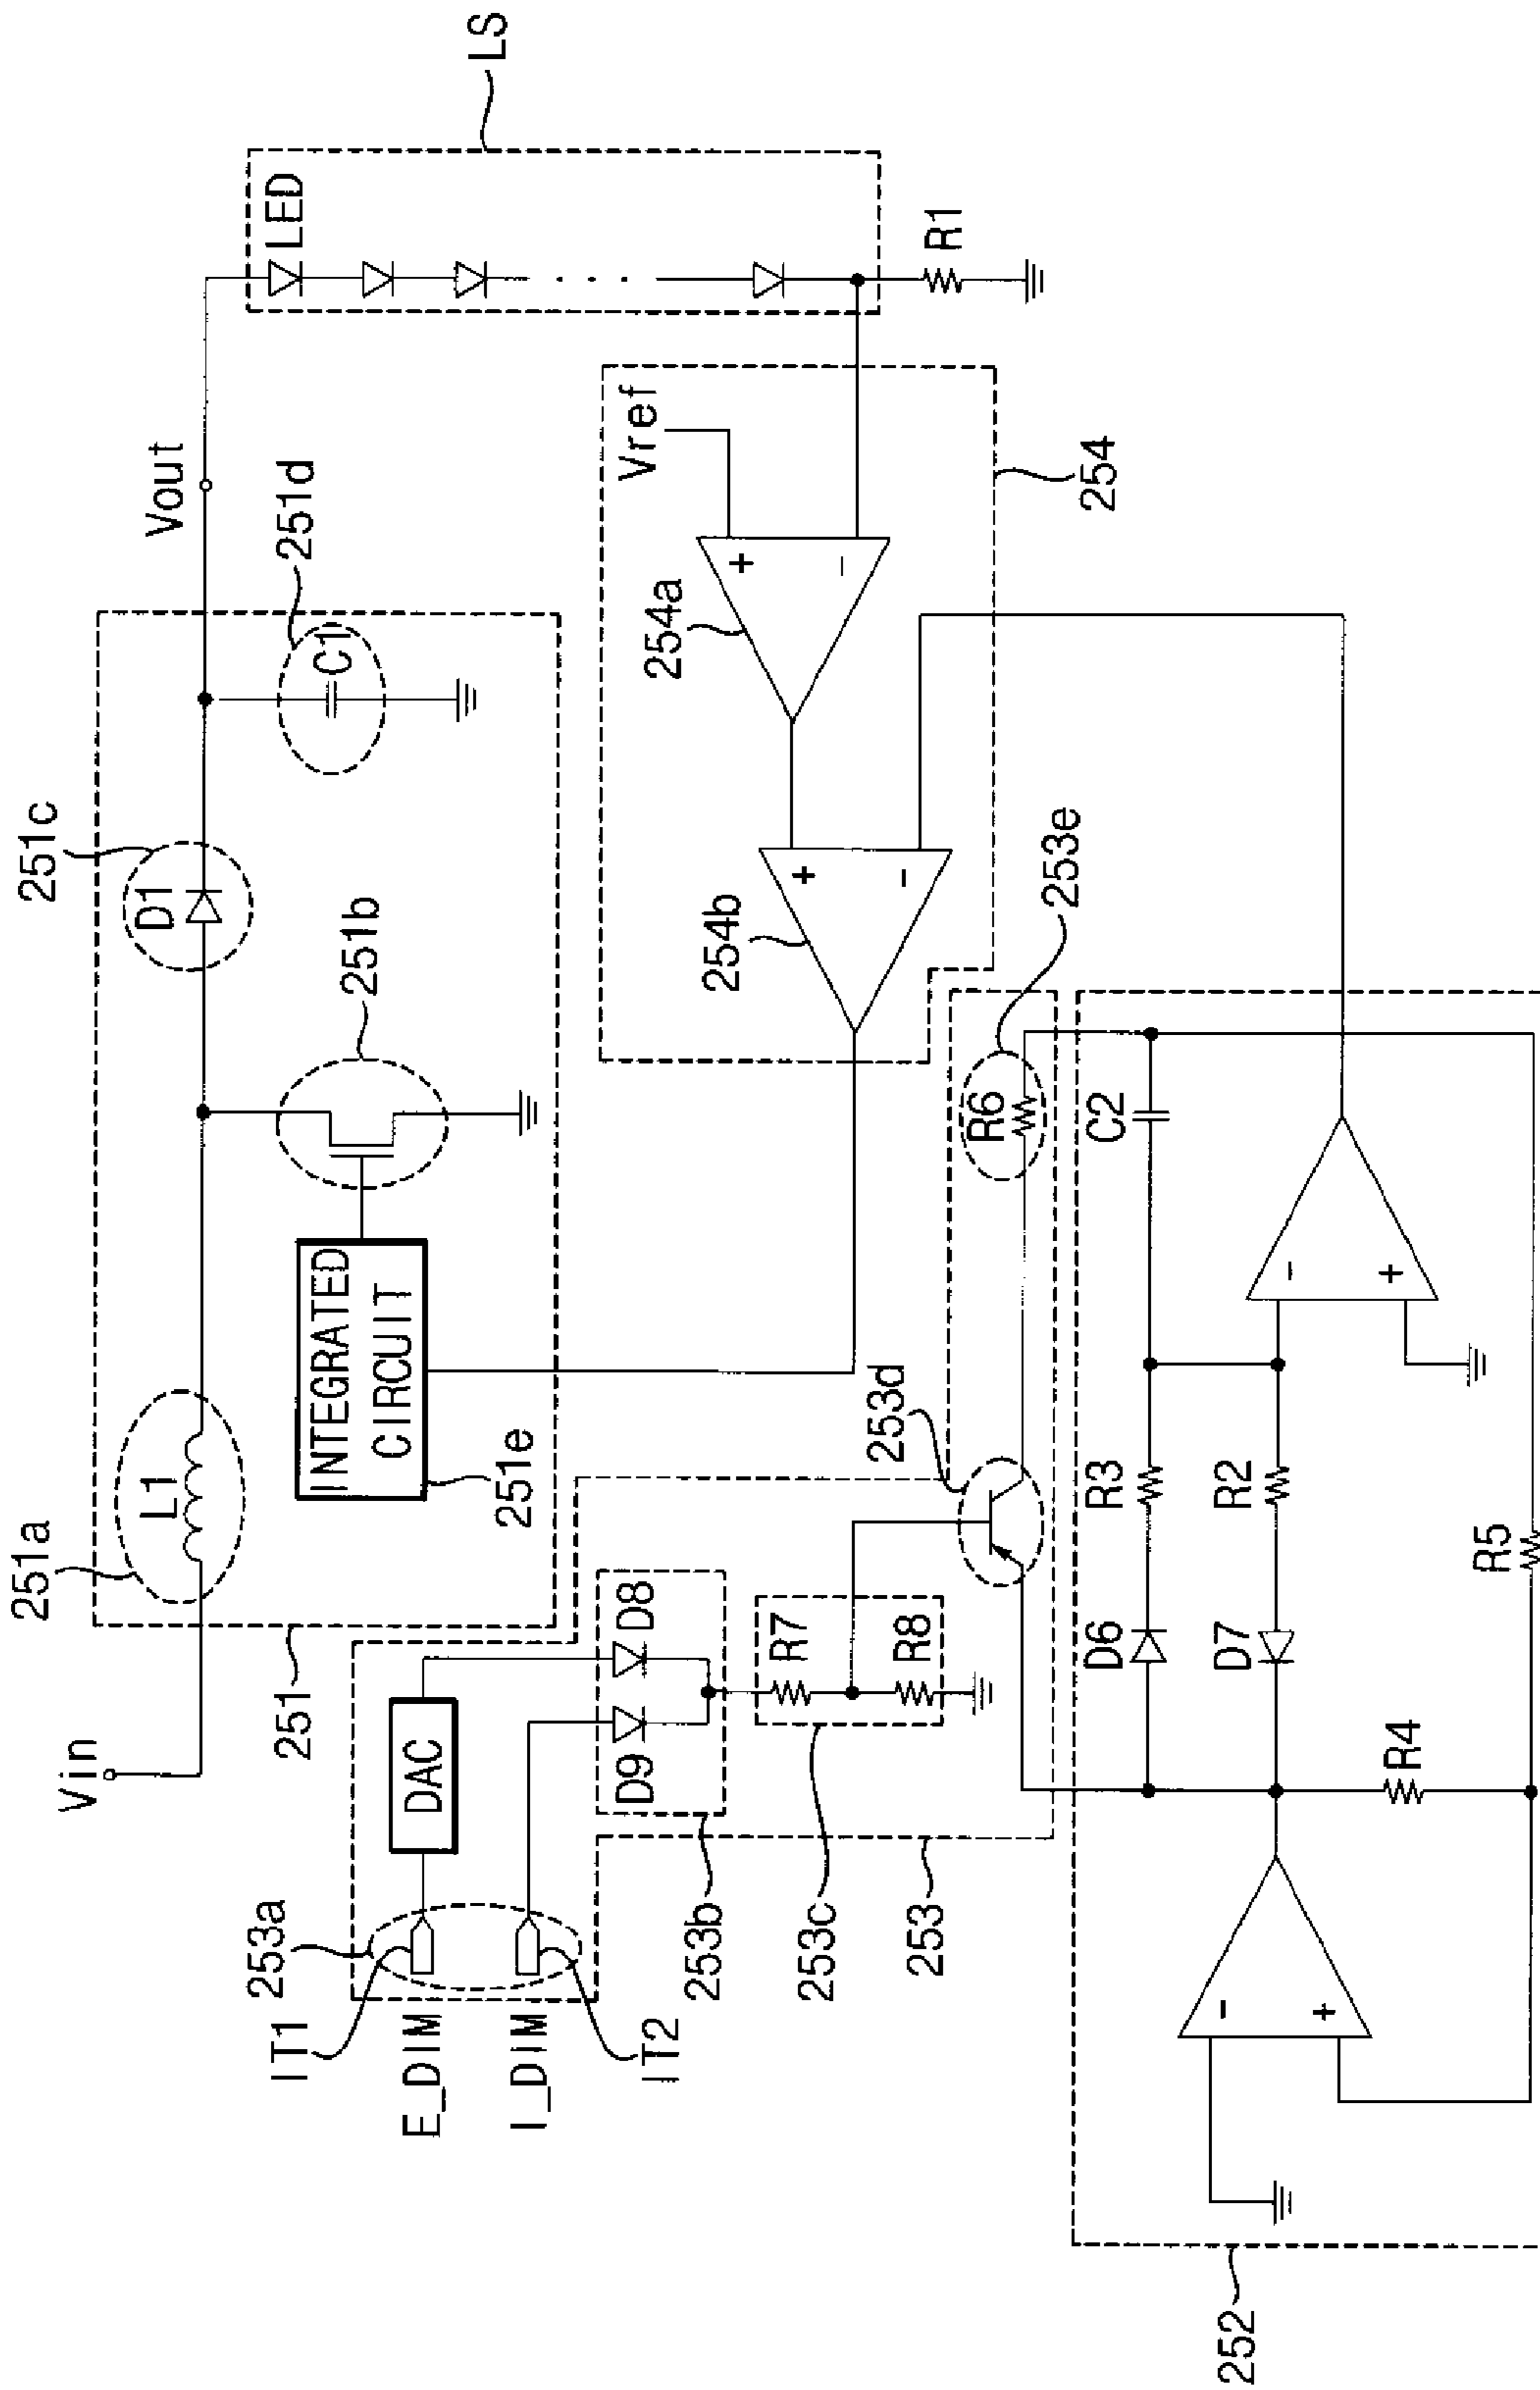 Vin
251a
L1
251
251c
D1
Vout
251d
C1
251b
INTEGRATED
CIRCUIT
251e
LED
LS
R1
254
Vref
254a
+
-
254b
+
-
253a
IT1
E_DIM
I_DIM
IT2
DAC
D9
D8
253b
R7
R8
253c
253
253d
R6
253e
252
-
+
D6
R3
C2
D7
R2
-
+
R4
R5